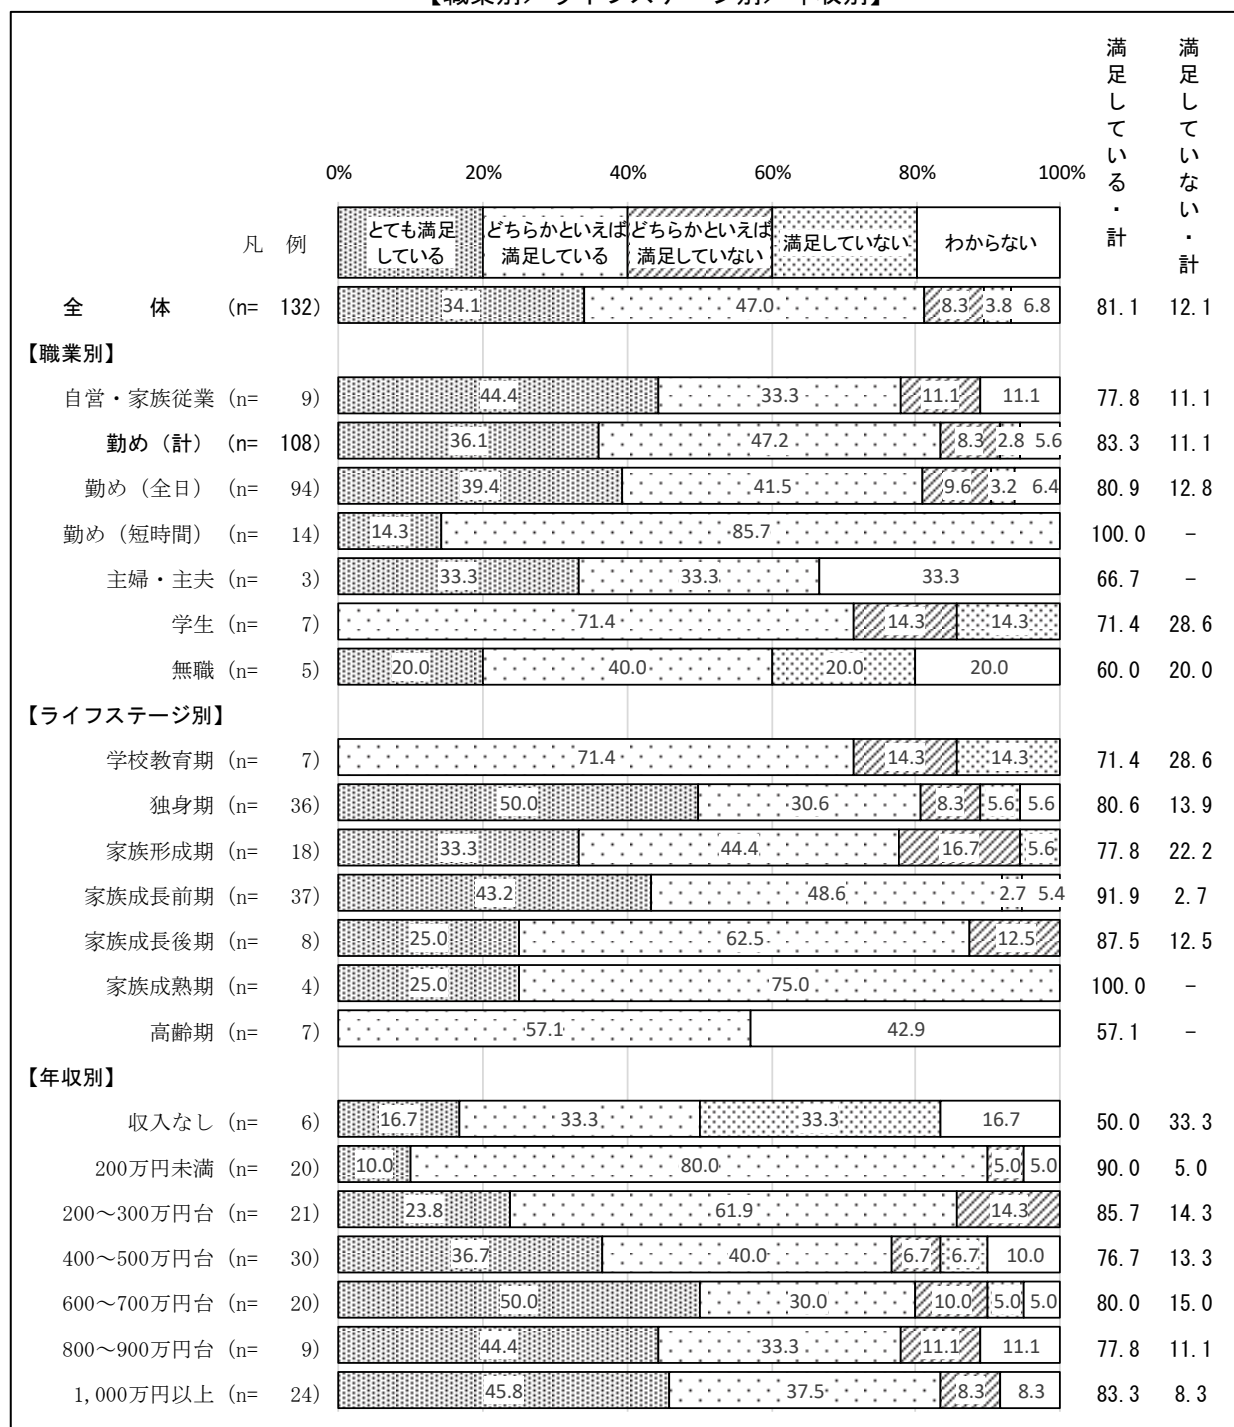 満足している・計
満足していない・計
0% 20% 40% 60% 80% 100%
凡 例 とても満足している どちらかといえば満足している どちらかといえば満足していない 満足していない わからない
全 体 (n= 132) 34.1 47.0 8.3 3.8 6.8 81.1 12.1
【職業別】
自営・家族従業 (n= 9) 44.4 33.3 11.1 11.1 77.8 11.1
勤め（計） (n= 108) 36.1 47.2 8.3 2.8 5.6 83.3 11.1
勤め（全日） (n= 94) 39.4 41.5 9.6 3.2 6.4 80.9 12.8
勤め（短時間） (n= 14) 14.3 85.7 100.0 −
主婦・主夫 (n= 3) 33.3 33.3 33.3 66.7 −
学生 (n= 7) 71.4 14.3 14.3 71.4 28.6
無職 (n= 5) 20.0 40.0 20.0 20.0 60.0 20.0
【ライフステージ別】
学校教育期 (n= 7) 71.4 14.3 14.3 71.4 28.6
独身期 (n= 36) 50.0 30.6 8.3 5.6 5.6 80.6 13.9
家族形成期 (n= 18) 33.3 44.4 16.7 5.6 77.8 22.2
家族成長前期 (n= 37) 43.2 48.6 2.7 5.4 91.9 2.7
家族成長後期 (n= 8) 25.0 62.5 12.5 87.5 12.5
家族成熟期 (n= 4) 25.0 75.0 100.0 −
高齢期 (n= 7) 57.1 42.9 57.1 −
【年収別】
収入なし (n= 6) 16.7 33.3 33.3 16.7 50.0 33.3
200万円未満 (n= 20) 10.0 80.0 5.0 5.0 90.0 5.0
200～300万円台 (n= 21) 23.8 61.9 14.3 85.7 14.3
400～500万円台 (n= 30) 36.7 40.0 6.7 6.7 10.0 76.7 13.3
600～700万円台 (n= 20) 50.0 30.0 10.0 5.0 5.0 80.0 15.0
800～900万円台 (n= 9) 44.4 33.3 11.1 11.1 77.8 11.1
1,000万円以上 (n= 24) 45.8 37.5 8.3 8.3 83.3 8.3